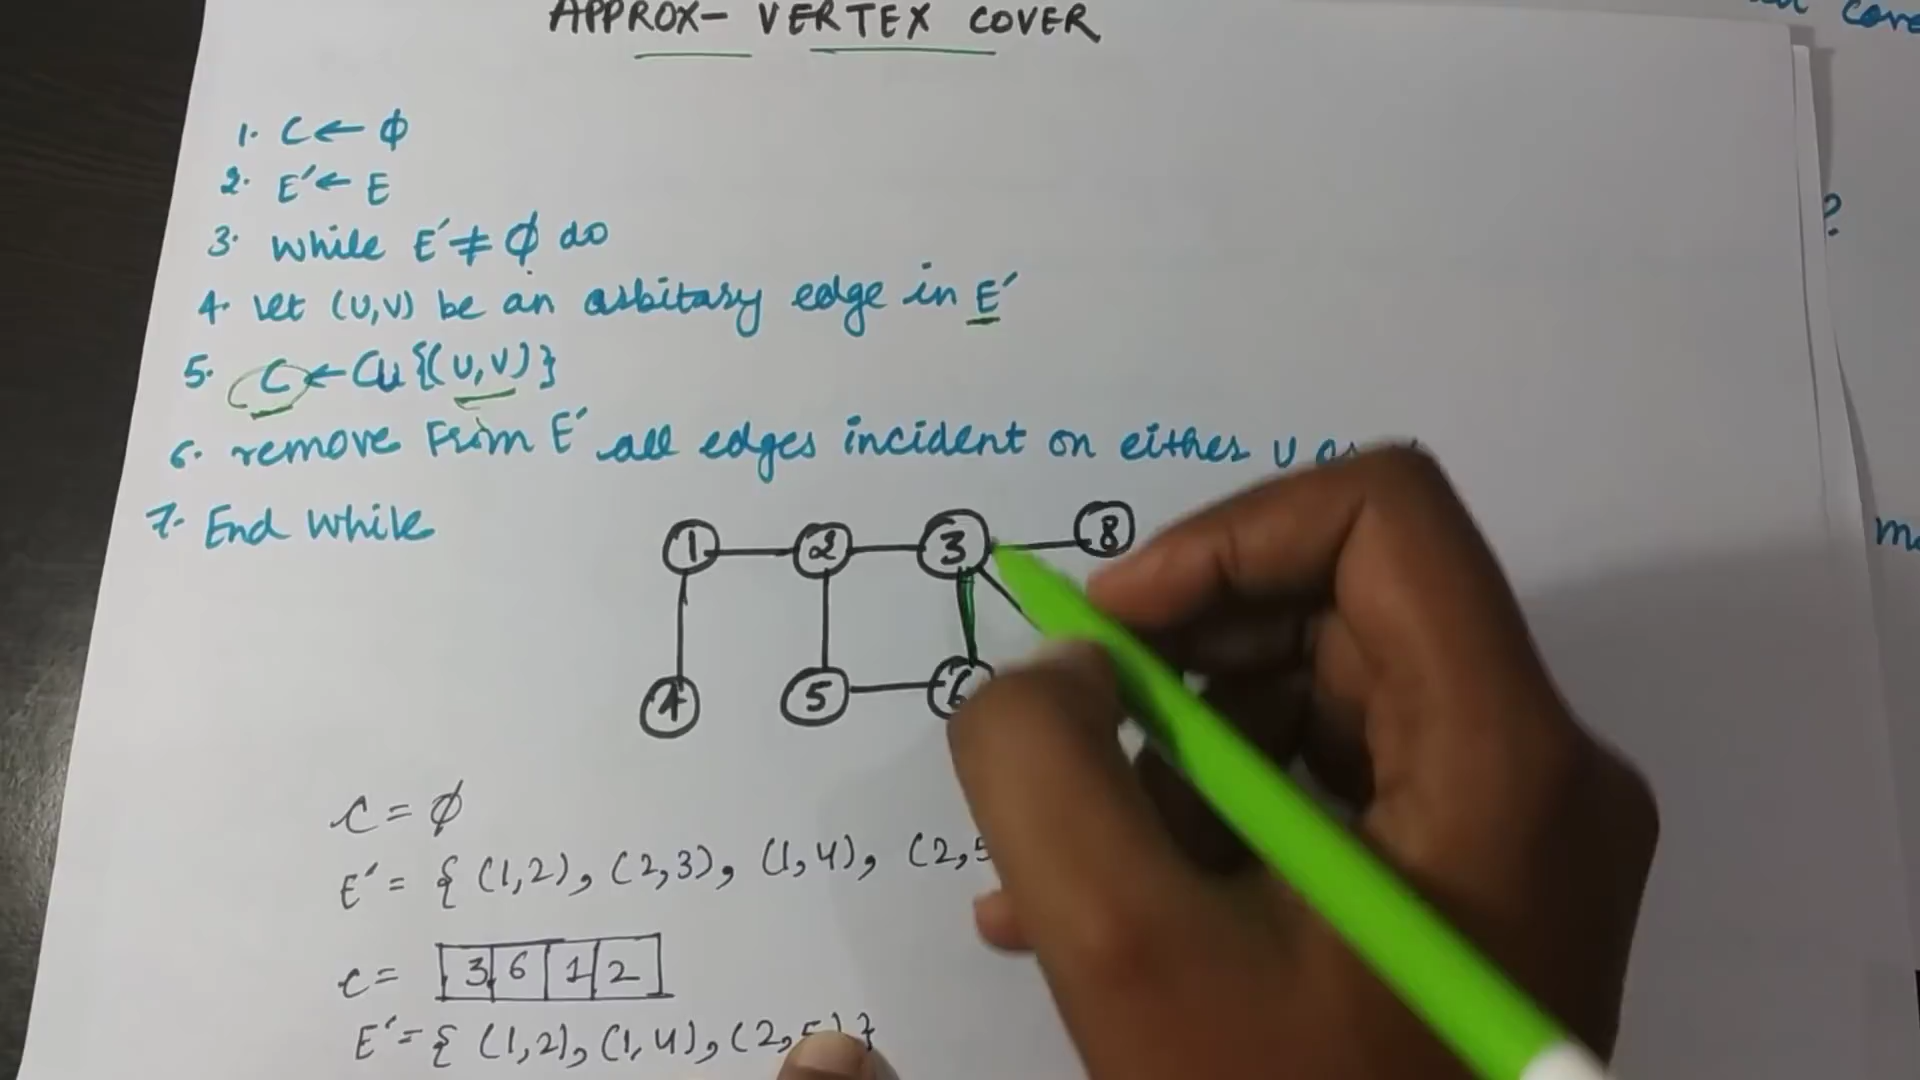 APPROX- VERTEX COVER
1. C ← φ
2. E′ ← E
3. while E′ ≠ φ do
4. let (U,V) be an arbitary edge in E′
5. C ← C∪{(U,V)}
6. remove From E′ all edges incident on either U
7. End while
1 2 3 8
4 5 6
C = φ
E′ = { (1,2), (2,3), (1,4), (2,5
C = 3 6 1 2
E′ = { (1,2), (1,4), (2,5) }
cove
?
m